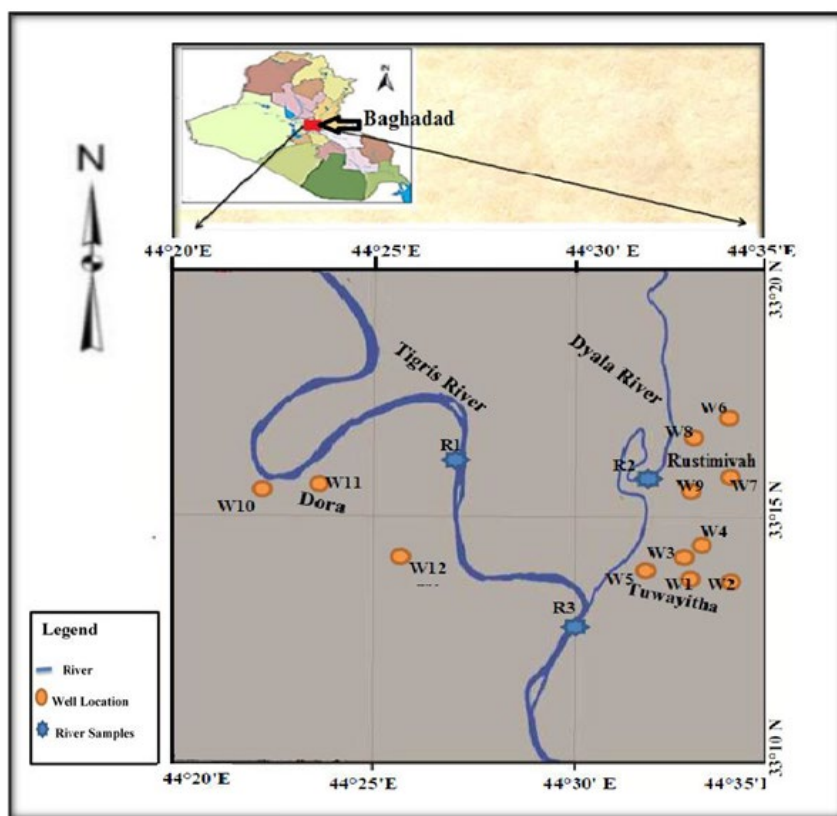 IN
Baghadad
N
44°20'E 44°25'E 44°30'E 44°35'E
33°20 N
Tigris River
Dyala River
W6
W8
R1
Rustimivah
R2
W11
W9 W7
W10
Dora
33°15 N
W4
W3
W12
W5 W1 W2
Tuwayitha
R3
Legend
River
Well Location
River Samples
33°10 N
44°20'E 44°25'E 44°30'E 44°35'I